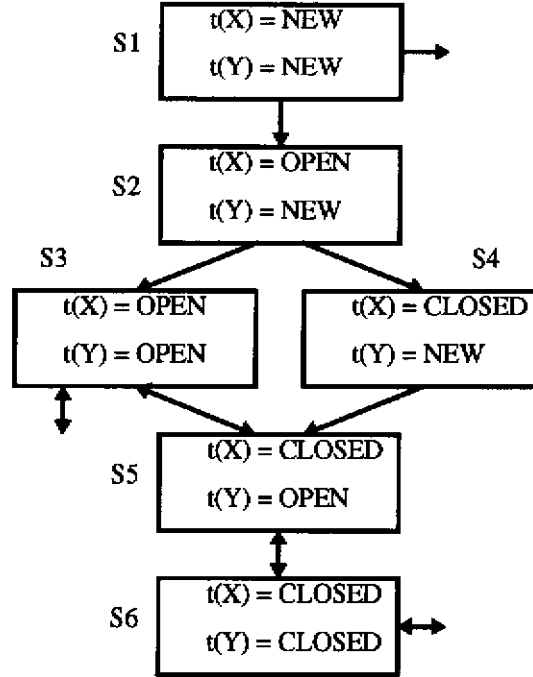 S1
t(X) = NEW
t(Y) = NEW
S2
t(X) = OPEN
t(Y) = NEW
S3
S4
t(X) = OPEN
t(Y) = OPEN
t(X) = CLOSED
t(Y) = NEW
S5
t(X) = CLOSED
t(Y) = OPEN
S6
t(X) = CLOSED
t(Y) = CLOSED